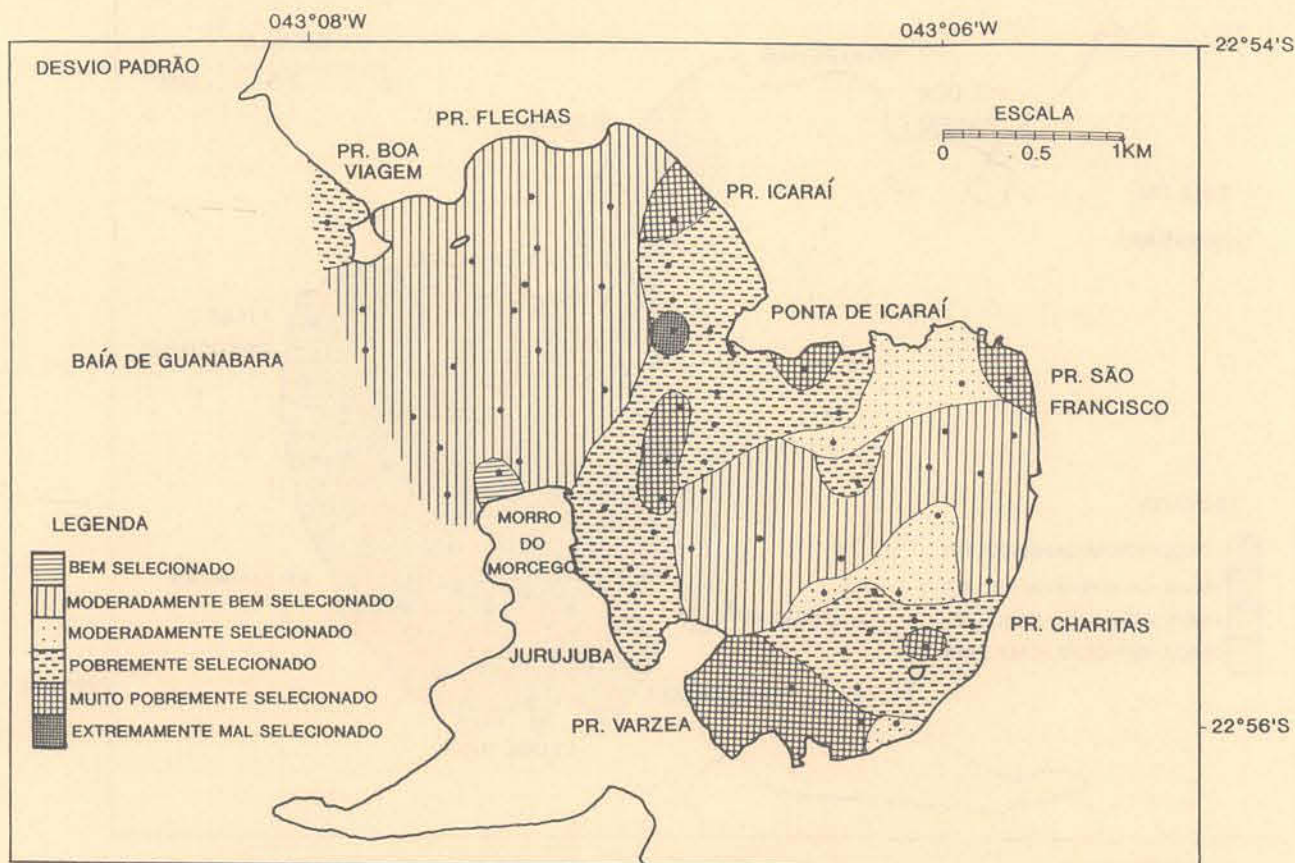 043°08'W
043°06'W
22°54'S
DESVIO PADRÃO
PR. FLECHAS
ESCALA
0 0.5 1KM
PR. BOA
VIAGEM
PR. ICARAÍ
PONTA DE ICARAÍ
BAÍA DE GUANABARA
PR. SÃO
FRANCISCO
MORRO
DO
MORCEGO
LEGENDA
BEM SELECIONADO
MODERADAMENTE BEM SELECIONADO
MODERADAMENTE SELECIONADO
POBREMENTE SELECIONADO
MUITO POBREMENTE SELECIONADO
EXTREMAMENTE MAL SELECIONADO
PR. CHARITAS
JURUJUBA
PR. VARZEA
22°56'S